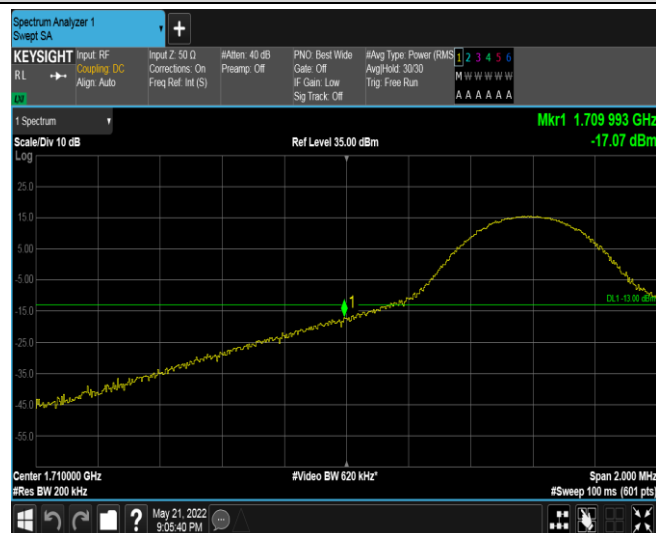 Spectrum Analyzer 1
Swept SA
+
KEYSIGHT
RL
Input: RF
Coupling: DC
Align: Auto
Input Z: 50 Ω
Corrections: On
Freq Ref: Int (S)
#Atten: 40 dB
Preamp: Off
PNO: Best Wide
Gate: Off
IF Gain: Low
Sig Track: Off
#Avg Type: Power (RMS
Avg|Hold: 30/30
Trig: Free Run
1 2 3 4 5 6
M W W W W W
A A A A A A
1 Spectrum
Mkr1 1.709 993 GHz
-17.07 dBm
Scale/Div 10 dB
Ref Level 35.00 dBm
Log
25.0
15.0
5.00
-5.00
-15.0
-25.0
-35.0
-45.0
-55.0
1
DL1 -13.00 dBm
Center 1.710000 GHz
#Video BW 620 kHz*
Span 2.000 MHz
#Res BW 200 kHz
#Sweep 100 ms (601 pts)
?
May 21, 2022
9:05:40 PM